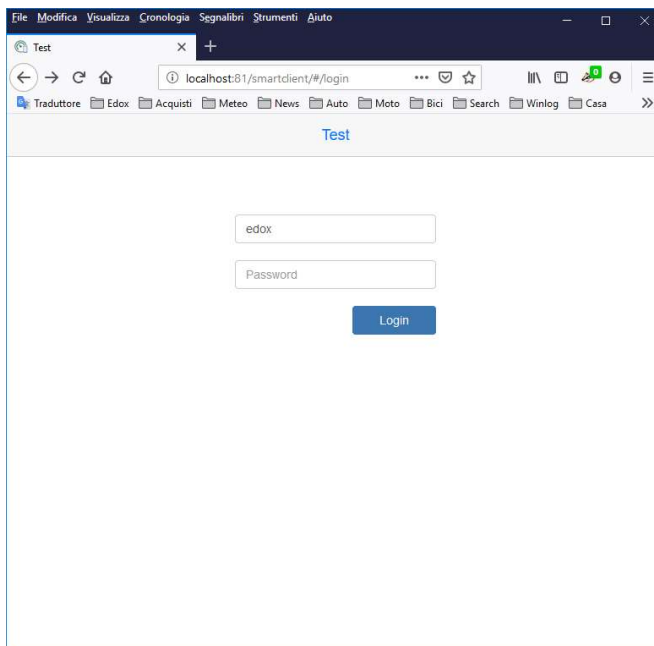 File Modifica Visualizza Cronologia Segnalibri Strumenti Aiuto
Test
localhost:81/smartclient/#/login
0
Traduttore Edox Acquisti Meteo News Auto Moto Bici Search Winlog Casa
Test
edox
Password
Login